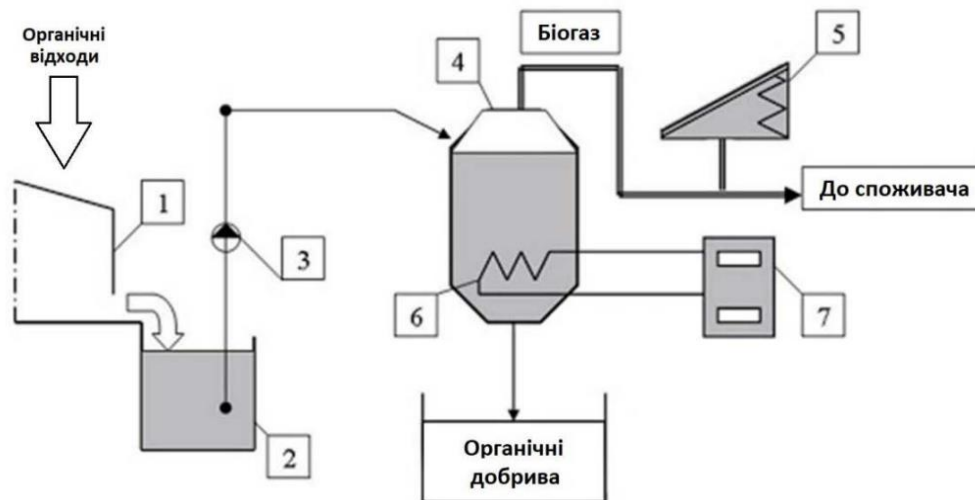 Органічні
відходи
Біогаз
4
5
1
До споживача
3
6
7
2
Органічні
добрива